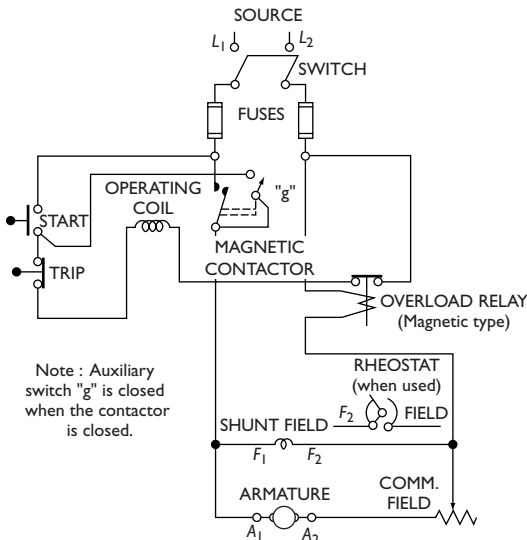 SOURCE
L1 L2
SWITCH
FUSES
OPERATING
COIL
"g"
START
MAGNETIC
CONTACTOR
TRIP
OVERLOAD RELAY
(Magnetic type)
Note : Auxiliary
switch "g" is closed
when the contactor
is closed.
RHEOSTAT
(when used)
F2 FIELD
SHUNT FIELD
F1 F2
COMM.
FIELD
ARMATURE
A1 A2